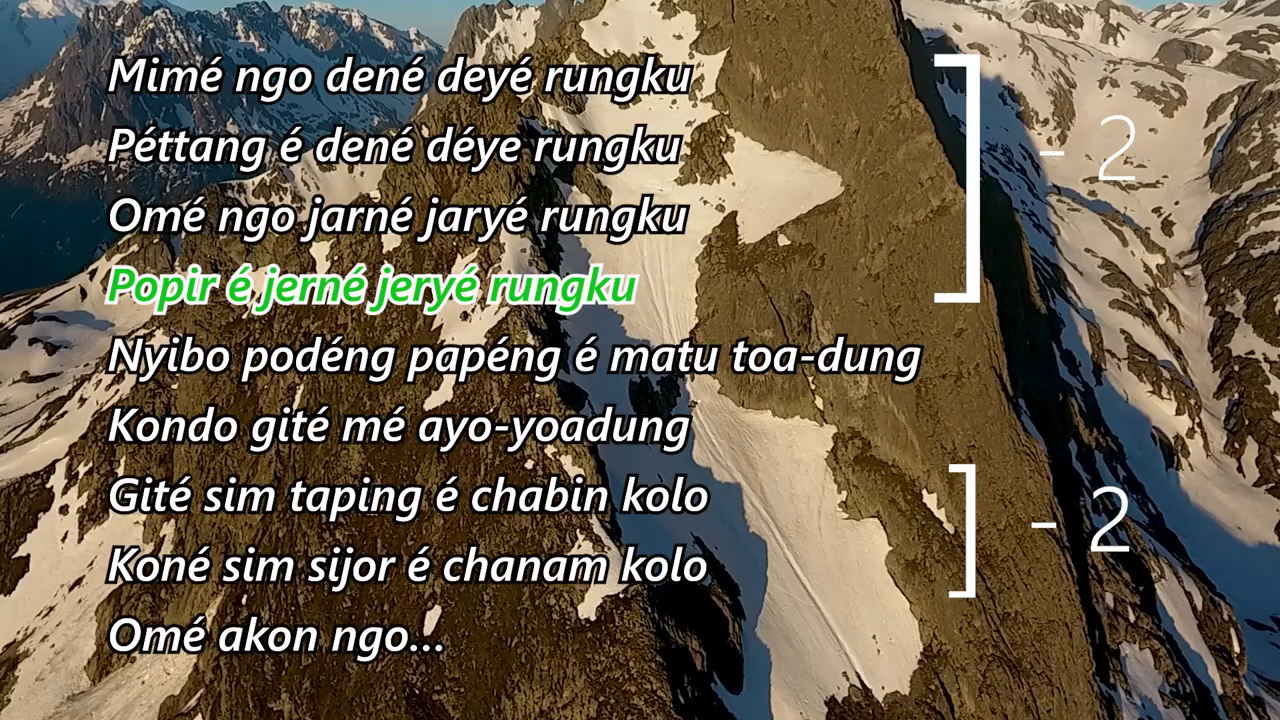 Mimé ngo dené deyé rungku
Péttang é dené déye rungku
- 2
Omé ngo jarné jaryé rungku
Popir é jerné jeryé rungku
Nyibo podéng papéng é matu toa-dung
Kondo gité mé ayo-yoadung
Gité sim taping é chabin kolo
- 2
Koné sim sijor é chanam kolo
Omé akon ngo...